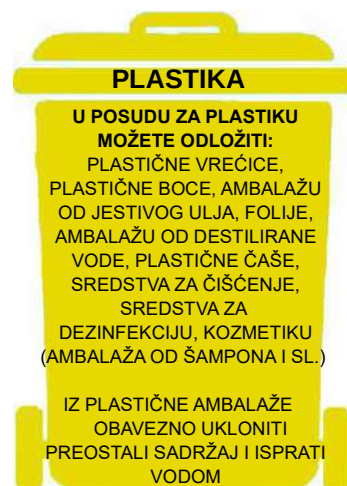 PLASTIKA
U POSUDU ZA PLASTIKU
MOŽETE ODLOŽITI:
PLASTIČNE VREĆICE,
PLASTIČNE BOCE, AMBALAŽU
OD JESTIVOG ULJA, FOLIJE,
AMBALAŽU OD DESTILIRANE
VODE, PLASTIČNE ČAŠE,
SREDSTVA ZA ČIŠĆENJE,
SREDSTVA ZA
DEZINFEKCIJU, KOZMETIKU
(AMBALAŽA OD ŠAMPONA I SL.)
IZ PLASTIČNE AMBALAŽE
OBAVEZNO UKLONITI
PREOSTALI SADRŽAJ I ISPRATI
VODOM